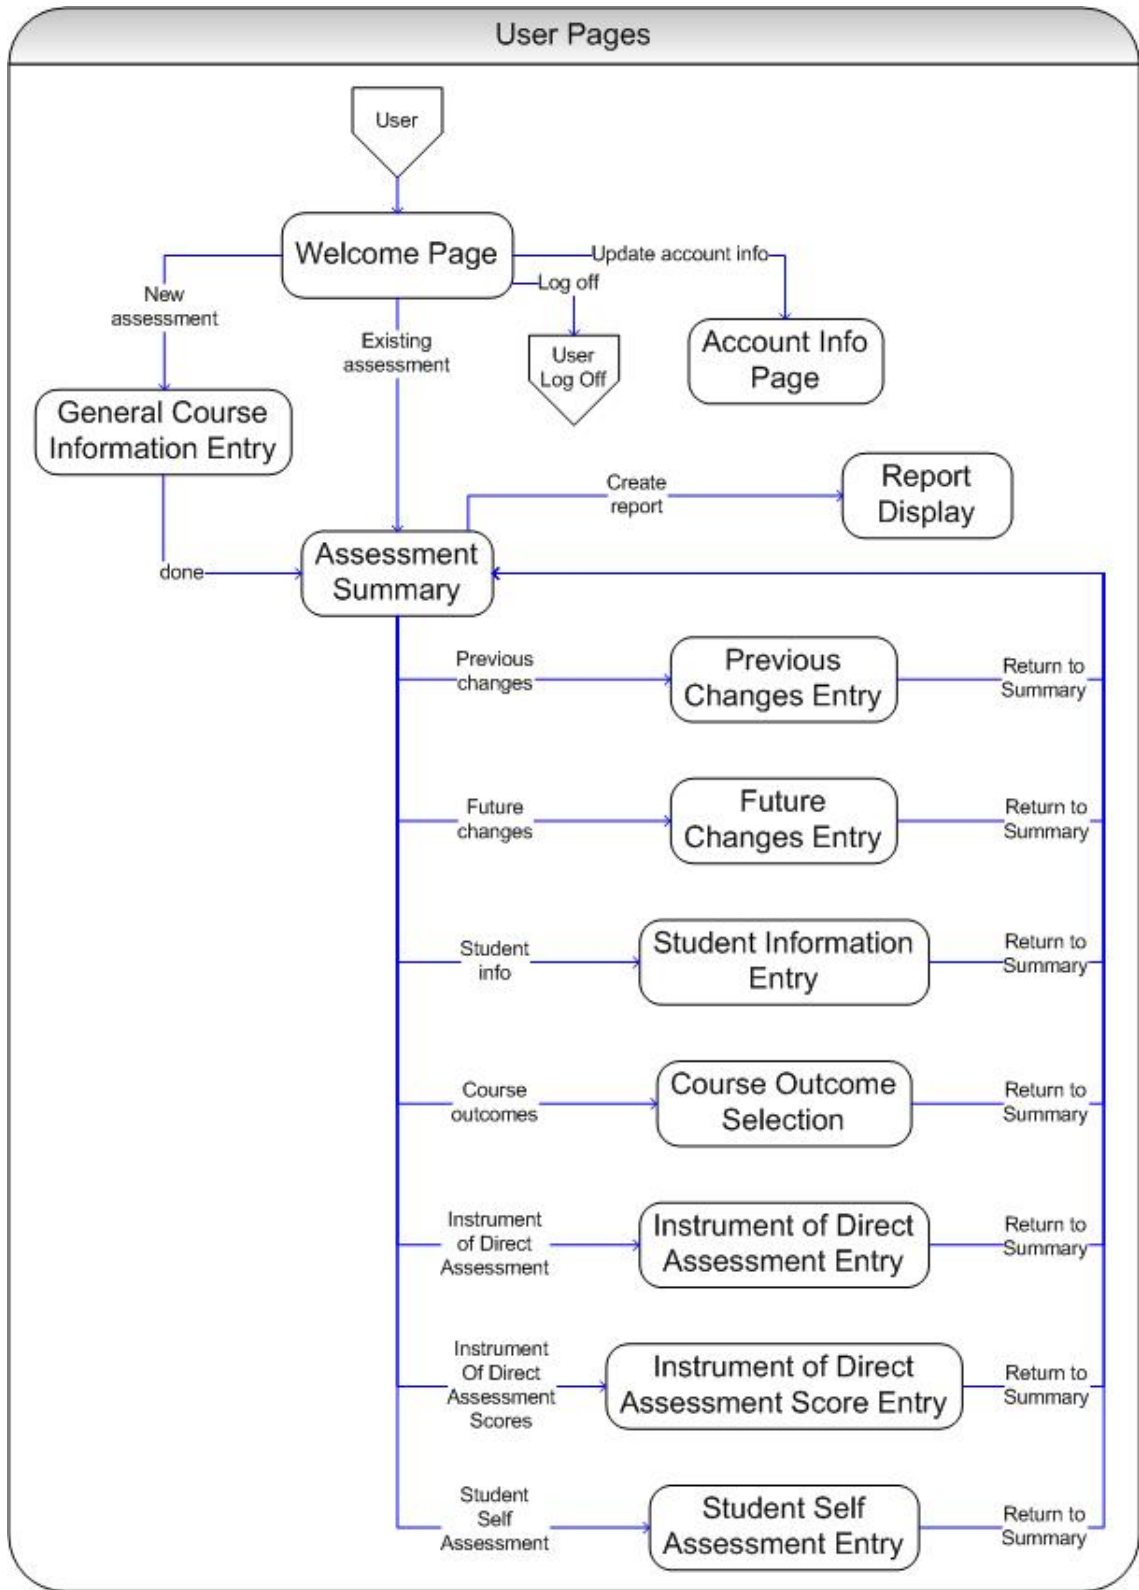 User Pages
User
Welcome Page
Update account info
Log off
New
assessment
Existing
assessment
User
Log Off
Account Info
Page
General Course
Information Entry
Create
report
Report
Display
done
Assessment
Summary
Previous
changes
Previous
Changes Entry
Return to
Summary
Future
changes
Future
Changes Entry
Return to
Summary
Student
info
Student Information
Entry
Return to
Summary
Course
outcomes
Course Outcome
Selection
Return to
Summary
Instrument
of Direct
Assessment
Instrument of Direct
Assessment Entry
Return to
Summary
Instrument
Of Direct
Assessment
Scores
Instrument of Direct
Assessment Score Entry
Return to
Summary
Student
Self
Assessment
Student Self
Assessment Entry
Return to
Summary